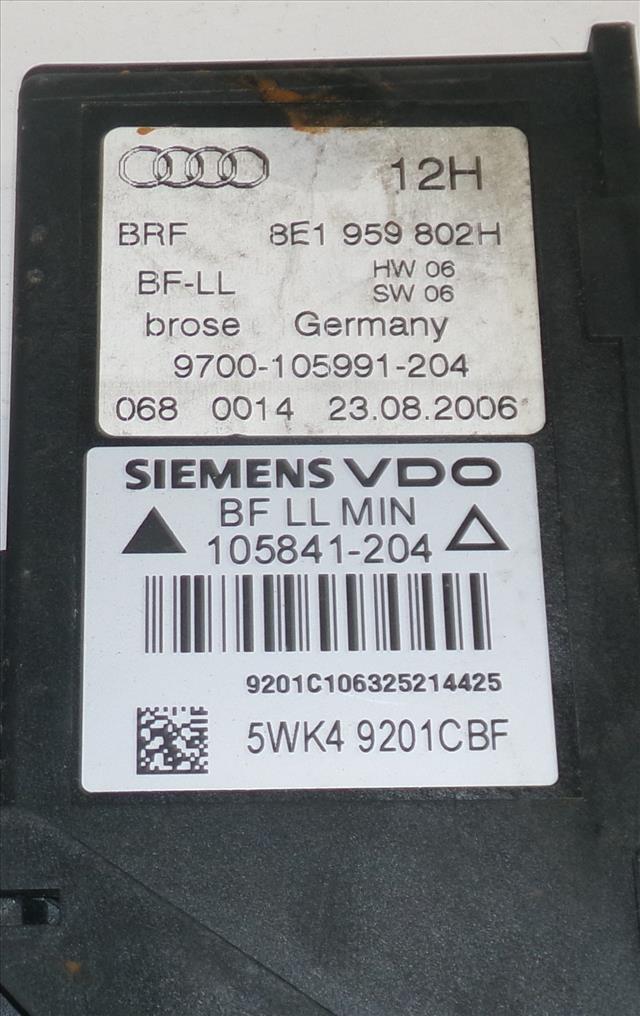 12H
BRF 8E1 959 802H
BF-LL HW 06
SW 06
brose Germany
9700-105991-204
068 0014 23.08.2006
SIEMENS VDO
BF LL MIN
105841-204
9201C106325214425
5WK4 9201CBF